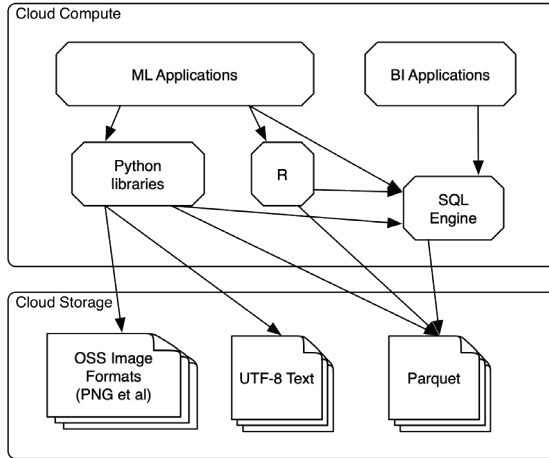 Cloud Compute
ML Applications
BI Applications
Python
libraries
R
SQL
Engine
Cloud Storage
OSS Image
Formats
(PNG et al)
UTF-8 Text
Parquet